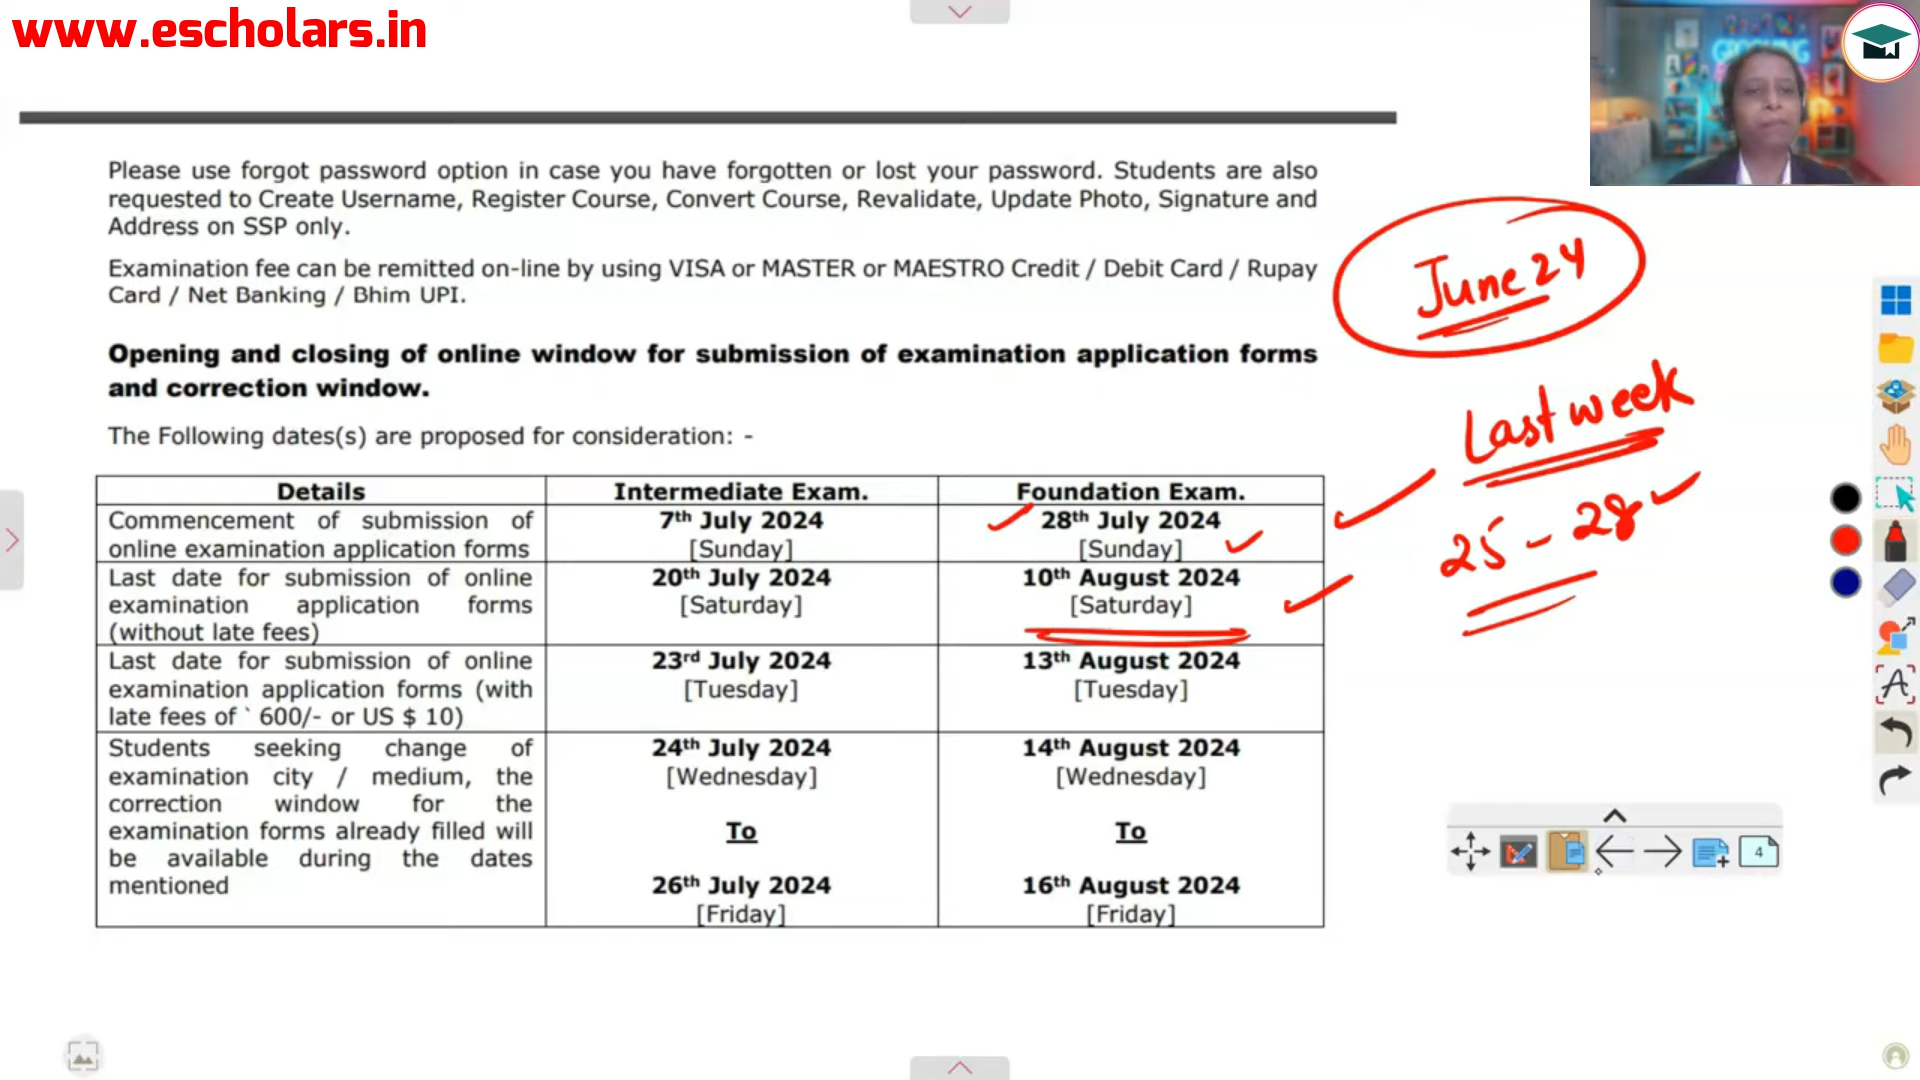 www.escholars.in
GROOMING
Please use forgot password option in case you have forgotten or lost your password. Students are also
requested to Create Username, Register Course, Convert Course, Revalidate, Update Photo, Signature and
Address on SSP only.
Examination fee can be remitted on-line by using VISA or MASTER or MAESTRO Credit / Debit Card / Rupay
Card / Net Banking / Bhim UPI.
June 24
Opening and closing of online window for submission of examination application forms
and correction window.
Last week
The Following dates(s) are proposed for consideration: -
25 - 28
Details Intermediate Exam. Foundation Exam.
Commencement of submission of
online examination application forms
7th July 2024
[Sunday]
28th July 2024
[Sunday]
Last date for submission of online
examination application forms
(without late fees)
20th July 2024
[Saturday]
10th August 2024
[Saturday]
Last date for submission of online
examination application forms (with
late fees of ` 600/- or US $ 10)
23rd July 2024
[Tuesday]
13th August 2024
[Tuesday]
Students seeking change of
examination city / medium, the
correction window for the
examination forms already filled will
be available during the dates
mentioned
24th July 2024
[Wednesday]
To
26th July 2024
[Friday]
14th August 2024
[Wednesday]
To
16th August 2024
[Friday]
4